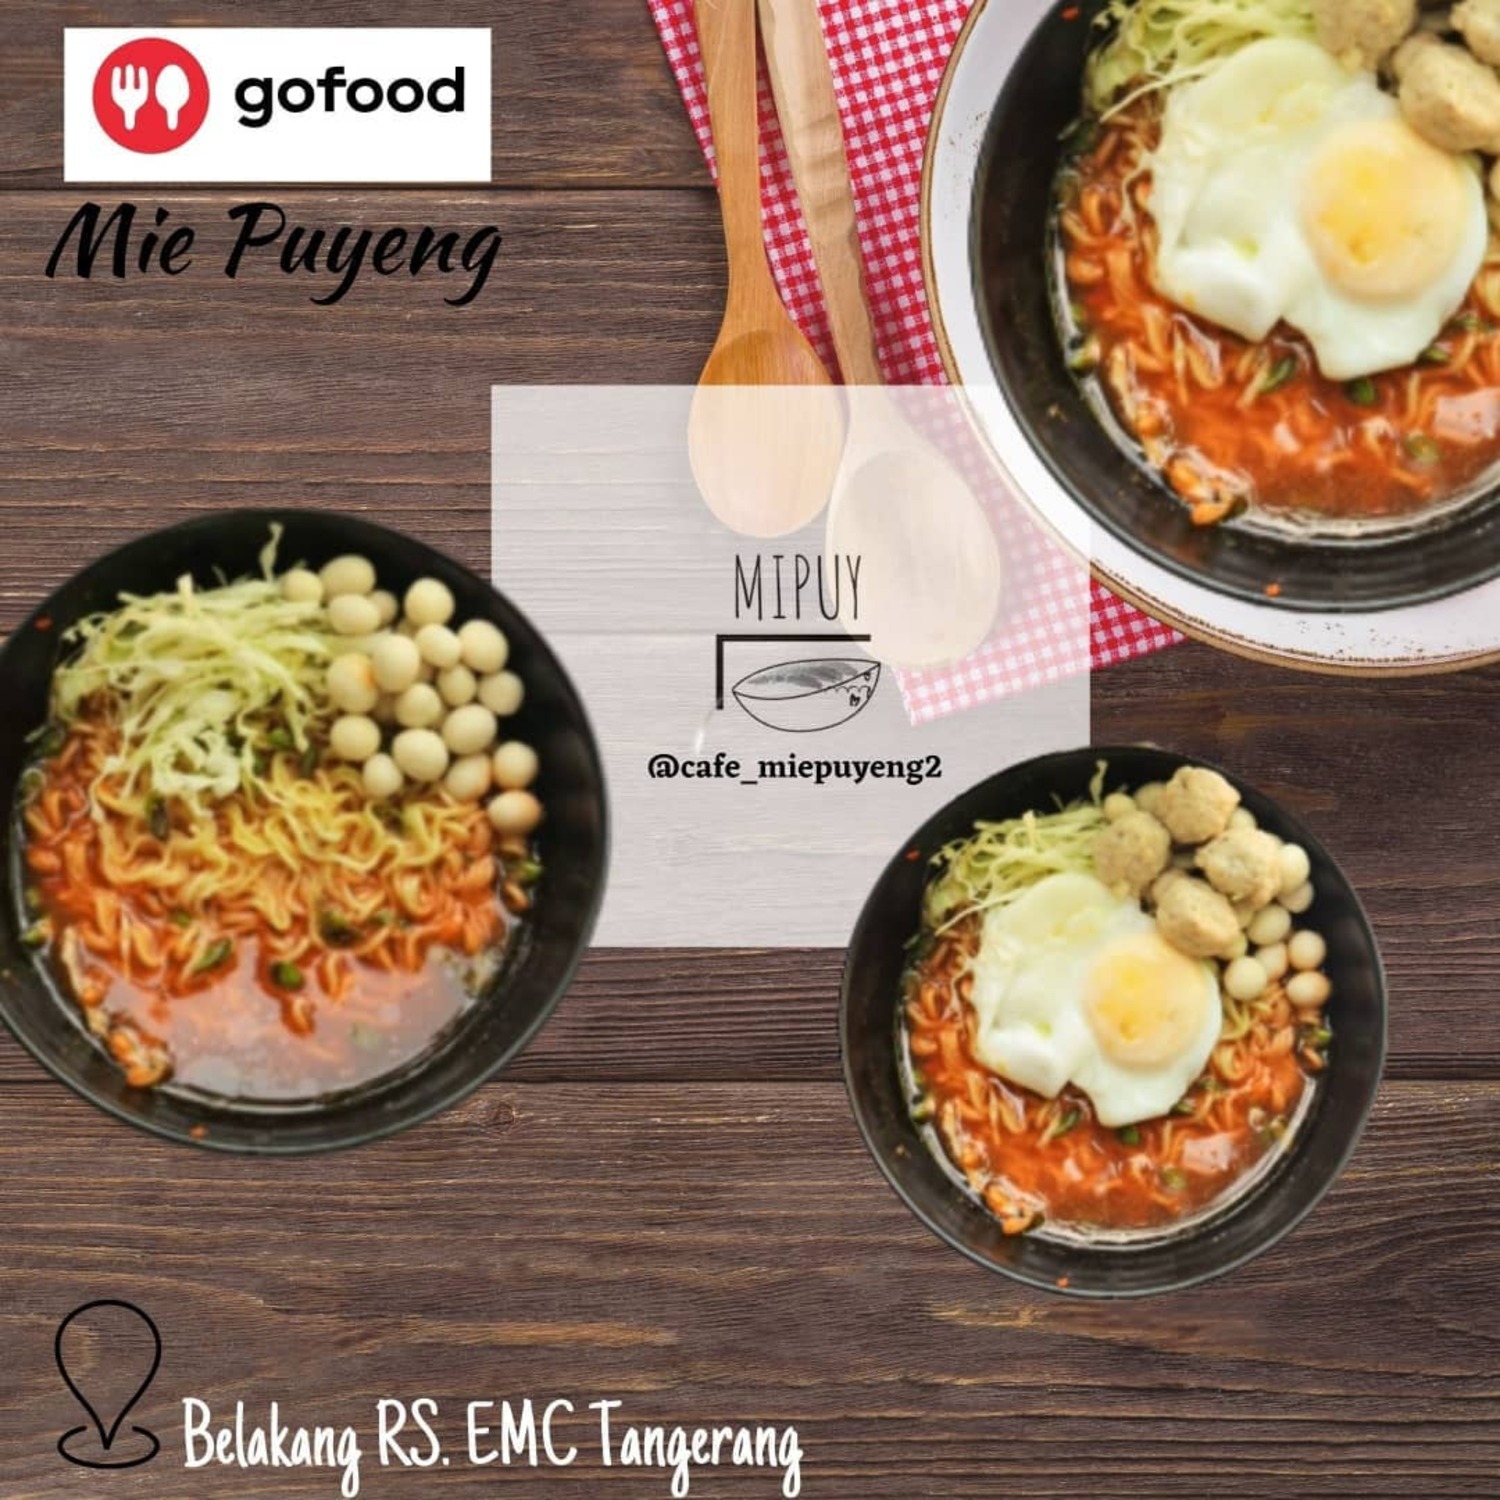 gofood
Mie Puyeng
MIPUY
@cafe_miepuyeng2
Belakang RS. EMC Tangerang